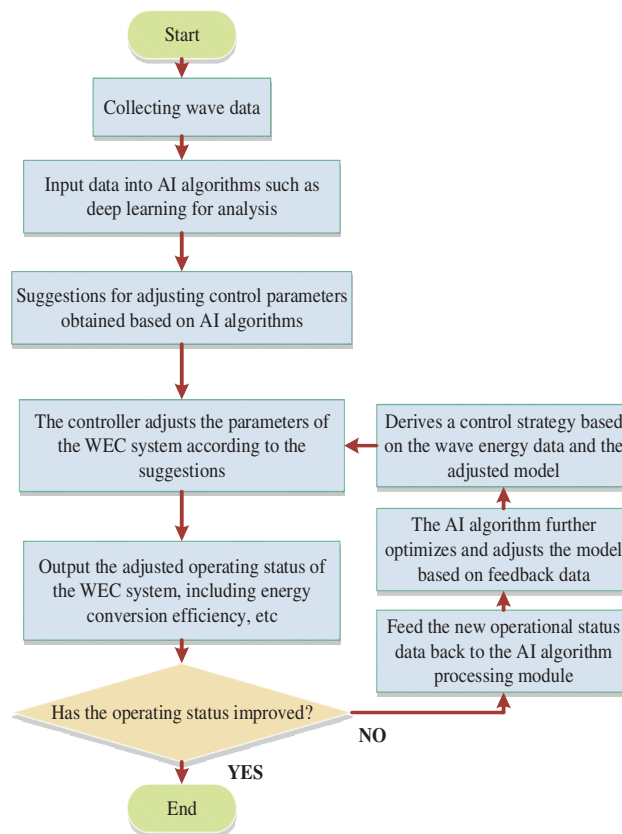 Start
Collecting wave data
Input data into AI algorithms such as
deep learning for analysis
Suggestions for adjusting control parameters
obtained based on AI algorithms
The controller adjusts the parameters of
the WEC system according to the
suggestions
Derives a control strategy based
on the wave energy data and the
adjusted model
The AI algorithm further
optimizes and adjusts the model
based on feedback data
Output the adjusted operating status of
the WEC system, including energy
conversion efficiency, etc
Feed the new operational status
data back to the AI algorithm
processing module
Has the operating status improved?
NO
YES
End